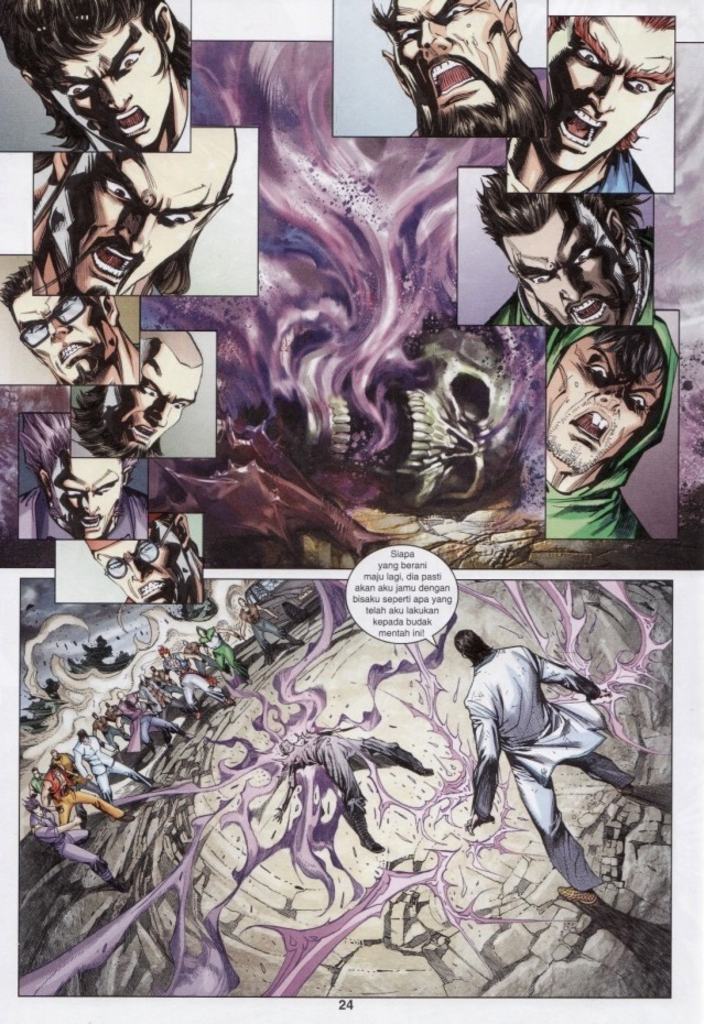 Siapa
yang berani
maju lagi, dia pasti
akan aku jamu dengan
bisaku seperti apa yang
telah aku lakukan
kepada budak
mentah ini!
24